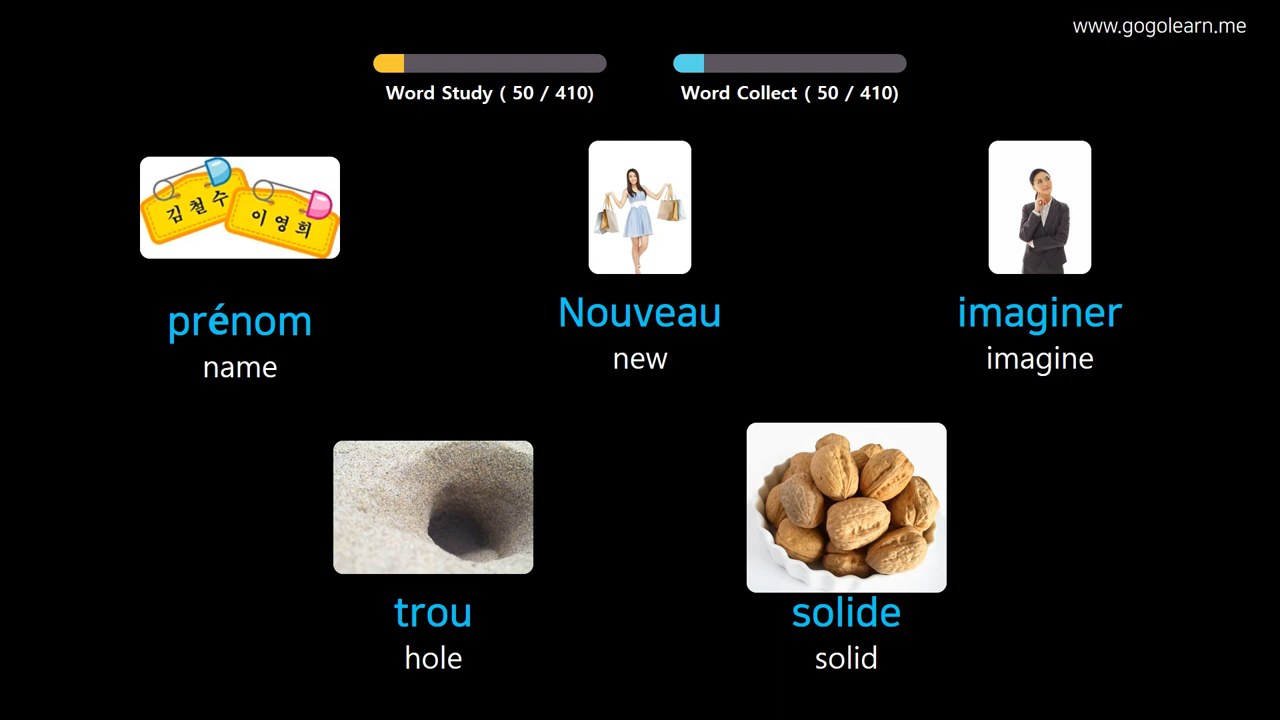 www.gogolearn.me
Word Study ( 50 / 410)
Word Collect ( 50 / 410)
김철수
이영희
prénom
name
Nouveau
new
imaginer
imagine
trou
hole
solide
solid